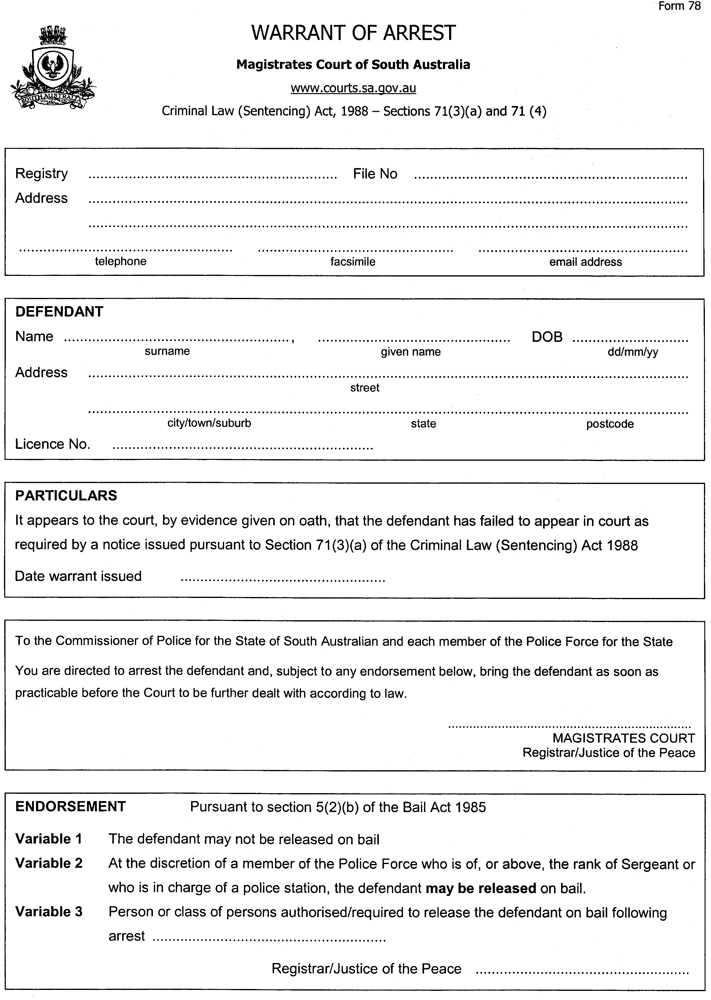 Form 78
WARRANT OF ARREST
Magistrates Court of South Australia
www.courts.sa.gov.au
SOUTH AUSTRALIA
Criminal Law (Sentencing) Act, 1988 – Sections 71(3)(a) and 71 (4)
Registry .......... File No ..........
Address ..........
..........
.......... .......... ..........
telephone facsimile email address
DEFENDANT
Name .........., .......... DOB ..........
surname given name dd/mm/yy
Address ..........
street
..........
city/town/suburb state postcode
Licence No. ..........
PARTICULARS
It appears to the court, by evidence given on oath, that the defendant has failed to appear in court as
required by a notice issued pursuant to Section 71(3)(a) of the Criminal Law (Sentencing) Act 1988
Date warrant issued ..........
To the Commissioner of Police for the State of South Australian and each member of the Police Force for the State
You are directed to arrest the defendant and, subject to any endorsement below, bring the defendant as soon as
practicable before the Court to be further dealt with according to law.
..........
MAGISTRATES COURT
Registrar/Justice of the Peace
ENDORSEMENT Pursuant to section 5(2)(b) of the Bail Act 1985
Variable 1 The defendant may not be released on bail
Variable 2 At the discretion of a member of the Police Force who is of, or above, the rank of Sergeant or
who is in charge of a police station, the defendant may be released on bail.
Variable 3 Person or class of persons authorised/required to release the defendant on bail following
arrest ..........
Registrar/Justice of the Peace ..........